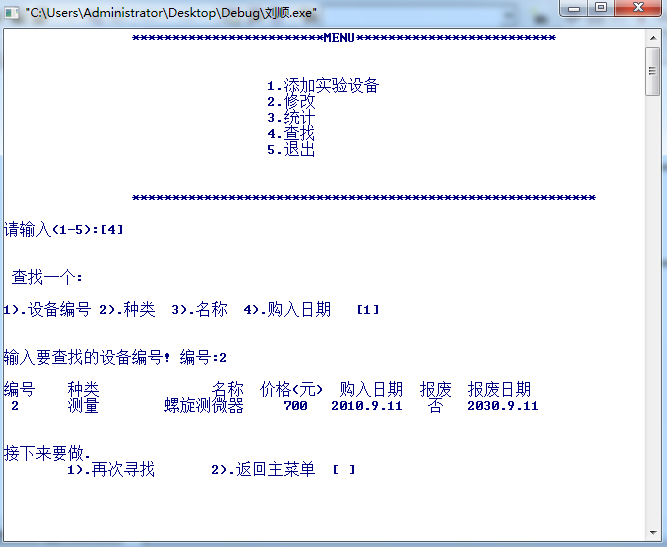 "C:\Users\Administrator\Desktop\Debug\刘顺.exe"
************************MENU*************************
1.添加实验设备
2.修改
3.统计
4.查找
5.退出
**********************************************************
请输入(1-5):[4]
查找一个:
1).设备编号 2).种类 3).名称 4).购入日期 [1]
输入要查找的设备编号! 编号:2
编号 种类 名称 价格(元) 购入日期 报废 报废日期
2 测量 螺旋测微器 700 2010.9.11 否 2030.9.11
接下来要做.
1).再次寻找 2).返回主菜单 [ ]